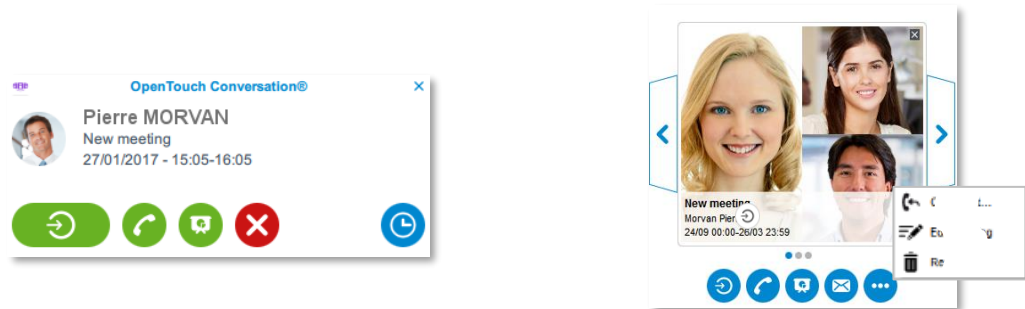 OpenTouch Conversation®
Pierre MORVAN
New meeting
27/01/2017 - 15:05-16:05
New meeting
Morvan
24/09 00:00-26/03 23:59